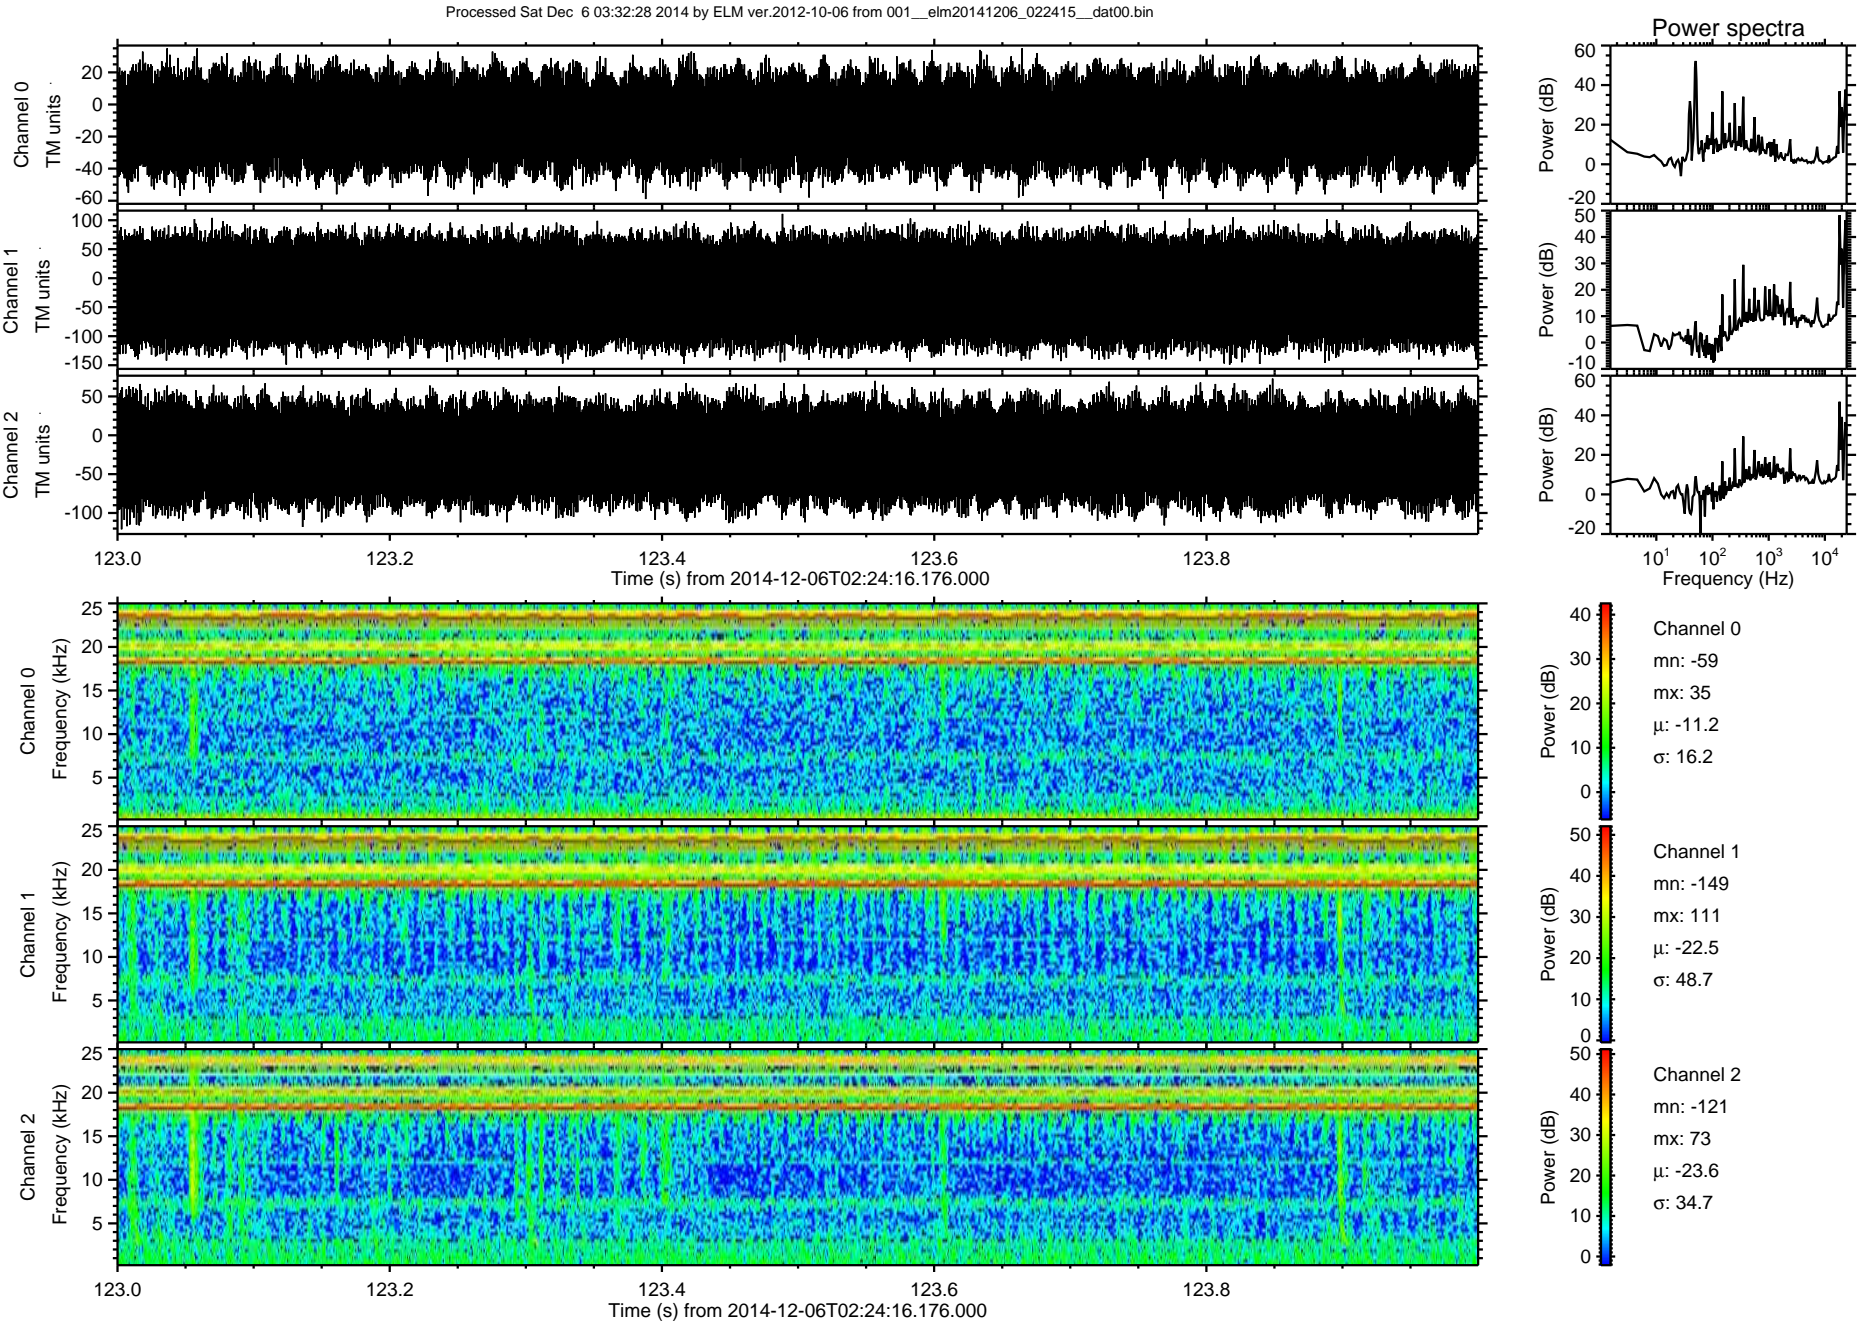 Processed Sat Dec  6 03:32:28 2014 by ELM ver.2012-10-06 from 001__elm20141206_022415__dat00.bin
Power spectra
Channel 0
TM units
20
0
-20
-40
-60
Power (dB)
60
40
20
0
-20
Channel 1
TM units
100
50
0
-50
-100
-150
Power (dB)
50
40
30
20
10
0
-10
Channel 2
TM units
50
0
-50
-100
Power (dB)
60
40
20
0
-20
123.0 123.2 123.4 123.6 123.8
Time (s) from 2014-12-06T02:24:16.176.000
10^1 10^2 10^3 10^4
Frequency (Hz)
Channel 0
Frequency (kHz)
25
20
15
10
5
Power (dB)
40
30
20
10
0
Channel 0
mn: -59
mx: 35
μ: -11.2
σ: 16.2
Channel 1
Frequency (kHz)
25
20
15
10
5
Power (dB)
50
40
30
20
10
0
Channel 1
mn: -149
mx: 111
μ: -22.5
σ: 48.7
Channel 2
Frequency (kHz)
25
20
15
10
5
Power (dB)
50
40
30
20
10
0
Channel 2
mn: -121
mx: 73
μ: -23.6
σ: 34.7
123.0 123.2 123.4 123.6 123.8
Time (s) from 2014-12-06T02:24:16.176.000